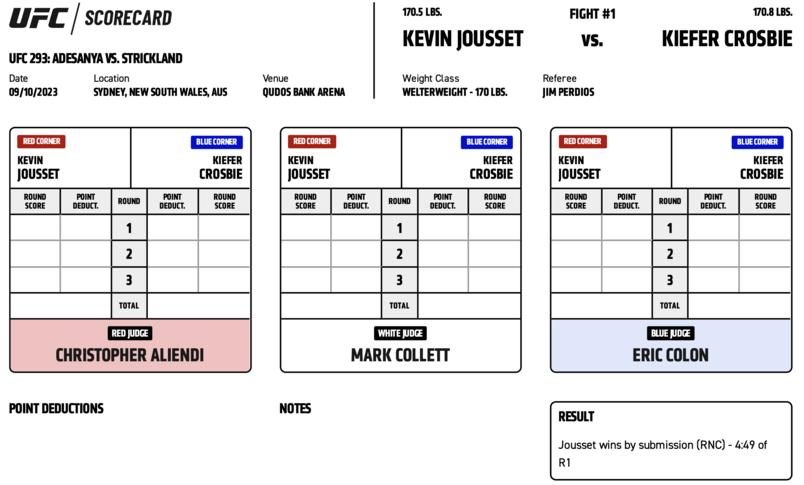 UFC SCORECARD
UFC 293: ADESANYA VS. STRICKLAND
Date Location Venue
09/10/2023 SYDNEY, NEW SOUTH WALES, AUS QUDOS BANK ARENA
170.5 LBS. FIGHT #1 170.8 LBS.
KEVIN JOUSSET VS. KIEFER CROSBIE
Weight Class Referee
WELTERWEIGHT - 170 LBS. JIM PERDIOS
RED CORNER BLUE CORNER
KEVIN KIEFER
JOUSSET CROSBIE
ROUND POINT ROUND POINT ROUND
SCORE DEDUCT. DEDUCT. SCORE
1
2
3
TOTAL
RED JUDGE
CHRISTOPHER ALIENDI
RED CORNER BLUE CORNER
KEVIN KIEFER
JOUSSET CROSBIE
ROUND POINT ROUND POINT ROUND
SCORE DEDUCT. DEDUCT. SCORE
1
2
3
TOTAL
WHITE JUDGE
MARK COLLETT
RED CORNER BLUE CORNER
KEVIN KIEFER
JOUSSET CROSBIE
ROUND POINT ROUND POINT ROUND
SCORE DEDUCT. DEDUCT. SCORE
1
2
3
TOTAL
BLUE JUDGE
ERIC COLON
POINT DEDUCTIONS
NOTES
RESULT
Jousset wins by submission (RNC) - 4:49 of
R1